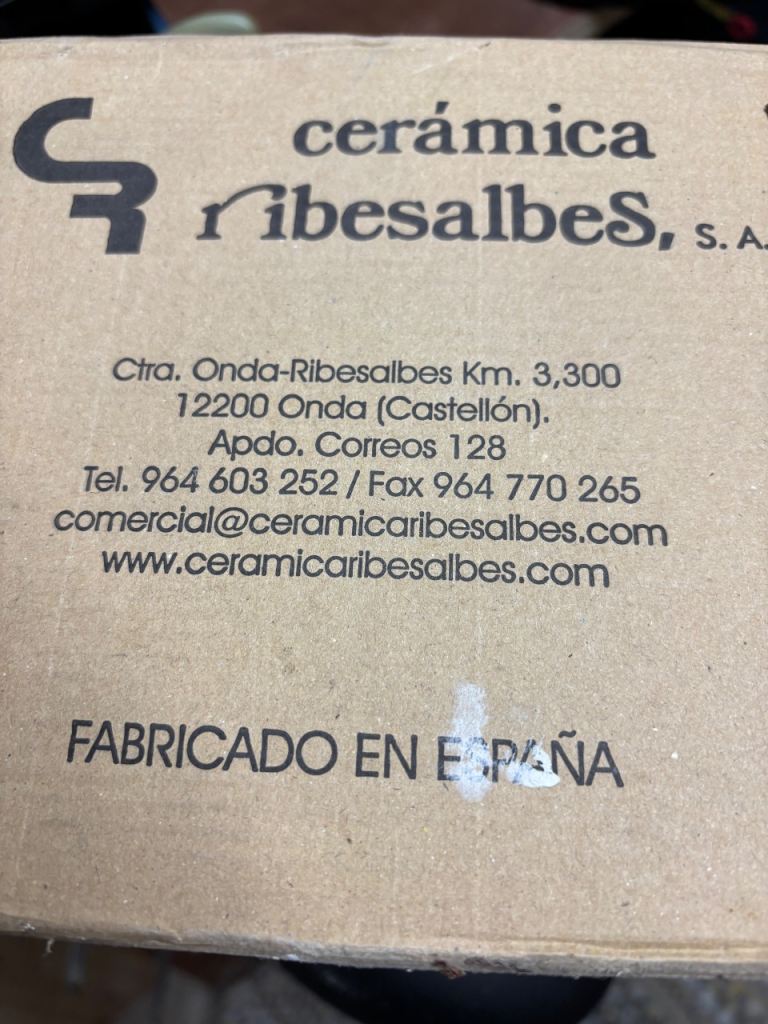 CR
cerámica
ribesalbes, S. A.
Ctra. Onda-Ribesalbes Km. 3,300
12200 Onda (Castellón).
Apdo. Correos 128
Tel. 964 603 252 / Fax 964 770 265
comercial@ceramicaribesalbes.com
www.ceramicaribesalbes.com
FABRICADO EN ESPAÑA